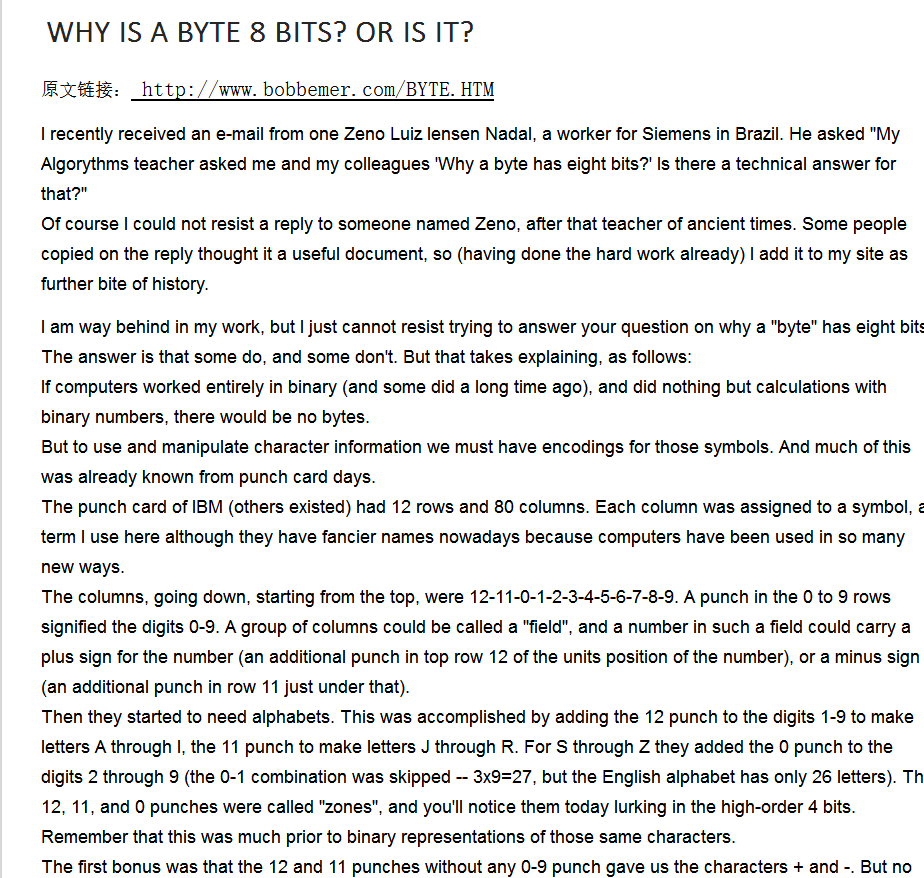 WHY IS A BYTE 8 BITS? OR IS IT?
原文链接： http://www.bobbemer.com/BYTE.HTM
I recently received an e-mail from one Zeno Luiz Iensen Nadal, a worker for Siemens in Brazil. He asked "My
Algorythms teacher asked me and my colleagues 'Why a byte has eight bits?' Is there a technical answer for
that?"
Of course I could not resist a reply to someone named Zeno, after that teacher of ancient times. Some people
copied on the reply thought it a useful document, so (having done the hard work already) I add it to my site as
further bite of history.
I am way behind in my work, but I just cannot resist trying to answer your question on why a "byte" has eight bits
The answer is that some do, and some don't. But that takes explaining, as follows:
If computers worked entirely in binary (and some did a long time ago), and did nothing but calculations with
binary numbers, there would be no bytes.
But to use and manipulate character information we must have encodings for those symbols. And much of this
was already known from punch card days.
The punch card of IBM (others existed) had 12 rows and 80 columns. Each column was assigned to a symbol, a
term I use here although they have fancier names nowadays because computers have been used in so many
new ways.
The columns, going down, starting from the top, were 12-11-0-1-2-3-4-5-6-7-8-9. A punch in the 0 to 9 rows
signified the digits 0-9. A group of columns could be called a "field", and a number in such a field could carry a
plus sign for the number (an additional punch in top row 12 of the units position of the number), or a minus sign
(an additional punch in row 11 just under that).
Then they started to need alphabets. This was accomplished by adding the 12 punch to the digits 1-9 to make
letters A through I, the 11 punch to make letters J through R. For S through Z they added the 0 punch to the
digits 2 through 9 (the 0-1 combination was skipped -- 3x9=27, but the English alphabet has only 26 letters). Th
12, 11, and 0 punches were called "zones", and you'll notice them today lurking in the high-order 4 bits.
Remember that this was much prior to binary representations of those same characters.
The first bonus was that the 12 and 11 punches without any 0-9 punch gave us the characters + and -. But no